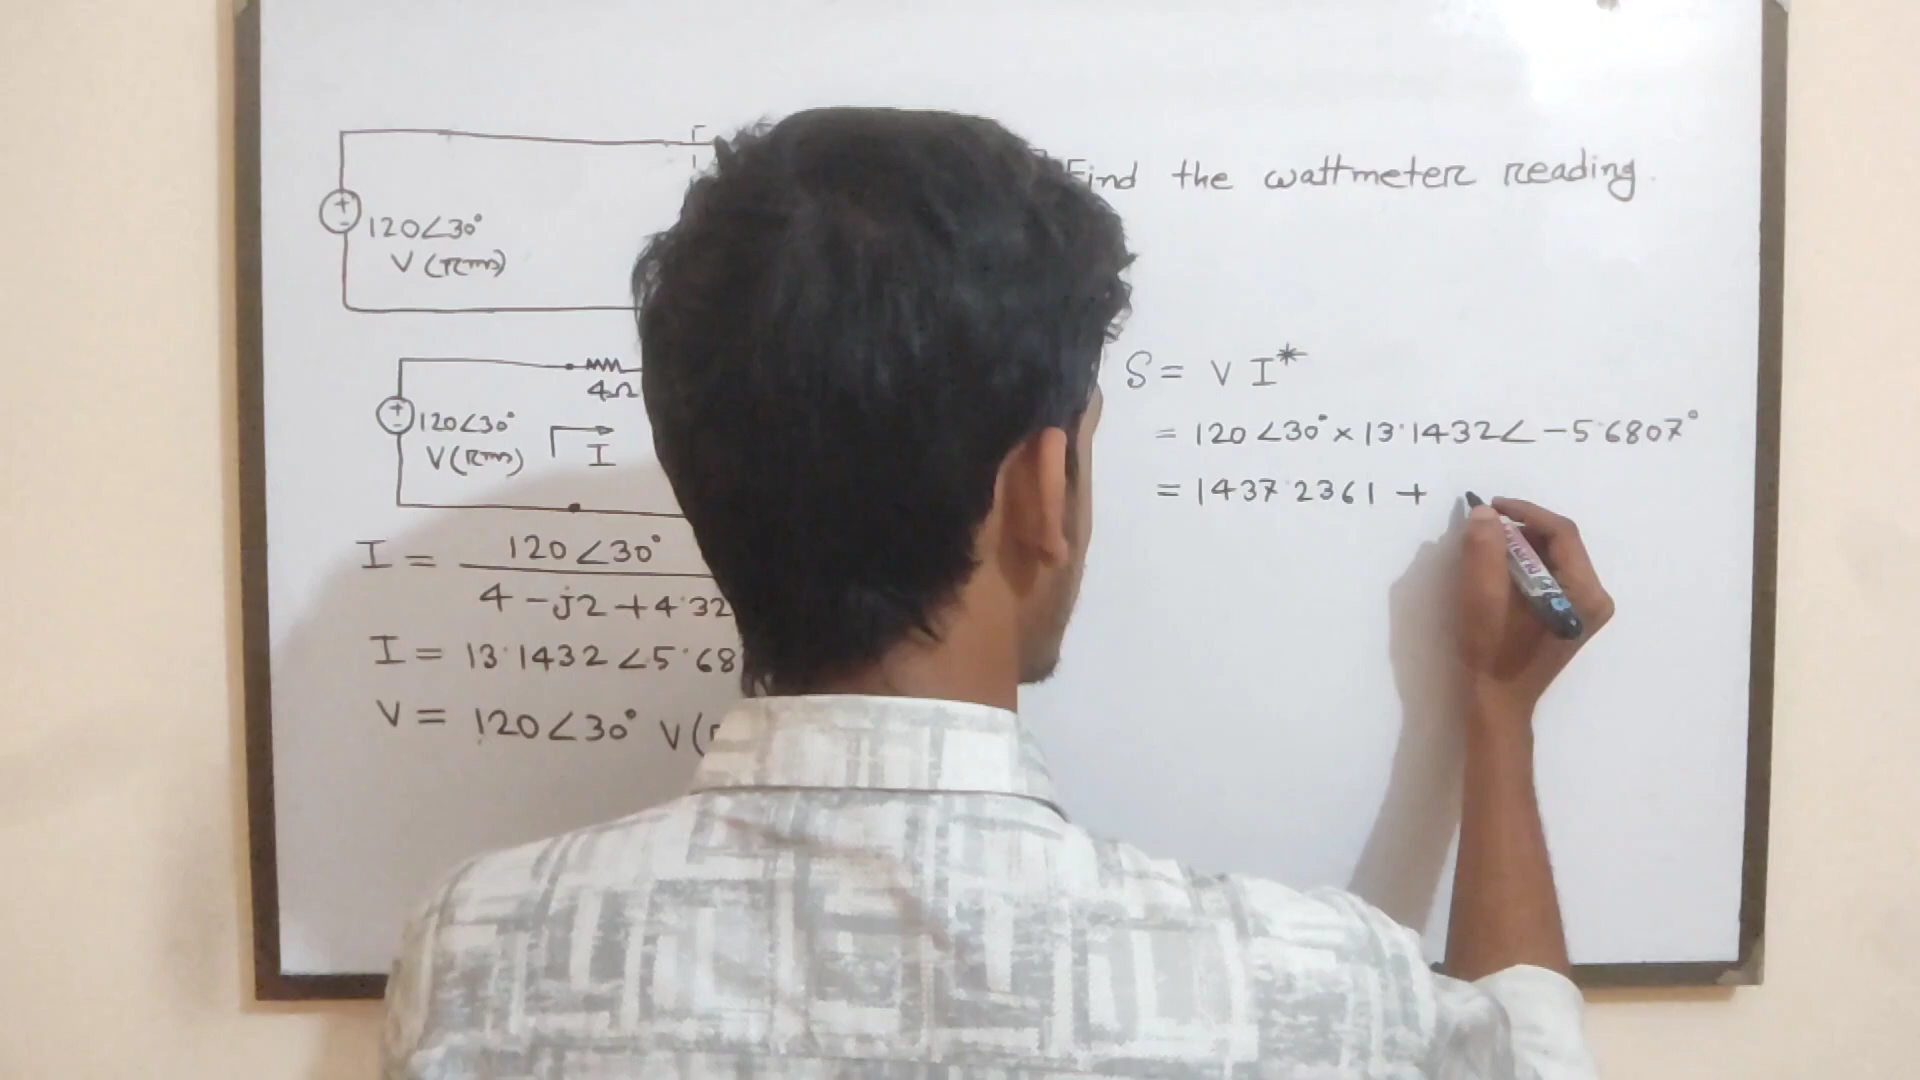 Find the wattmeter reading.
120∠30°
V (rms)
4Ω
120∠30°
V(rms)
I
I = 120∠30°
4 - j2 + 4.32
I = 13.1432 ∠5.68
V = 120∠30° V(
S = V I*
= 120 ∠30° × 13.1432∠ -5.6807°
= 1437.2361 +